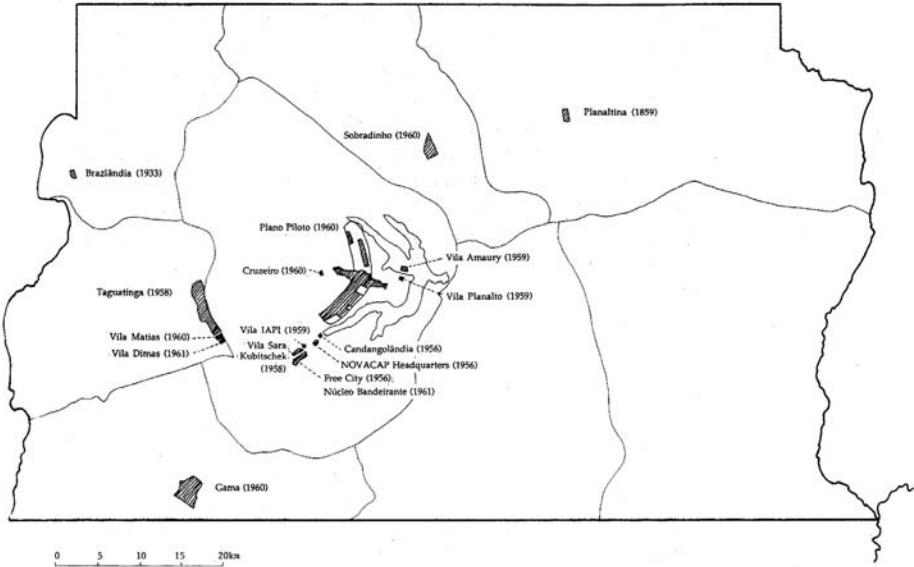 Planaltina (1859)
Sobradinho (1960)
Brazlândia (1933)
Plano Piloto (1960)
Vila Amaury (1959)
Cruzeiro (1960)
Taguatinga (1958)
Vila Planalto (1959)
Vila IAPI (1959)
Vila Matias (1960)
Vila Dimas (1961)
Vila Sara
Kubitschek
(1958)
Candangolândia (1956)
NOVACAP Headquarters (1956)
Free City (1956);
Núcleo Bandeirante (1961)
Gama (1960)
0 5 10 15 20km